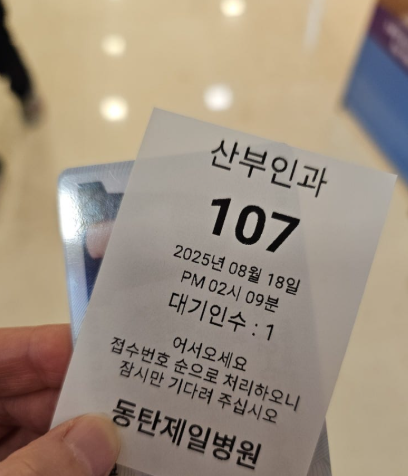 산부인과
107
2025년 08월 18일
PM 02시 09분
대기인수 : 1
어서오세요
접수번호 순으로 처리하오니
잠시만 기다려 주십시오
동탄제일병원